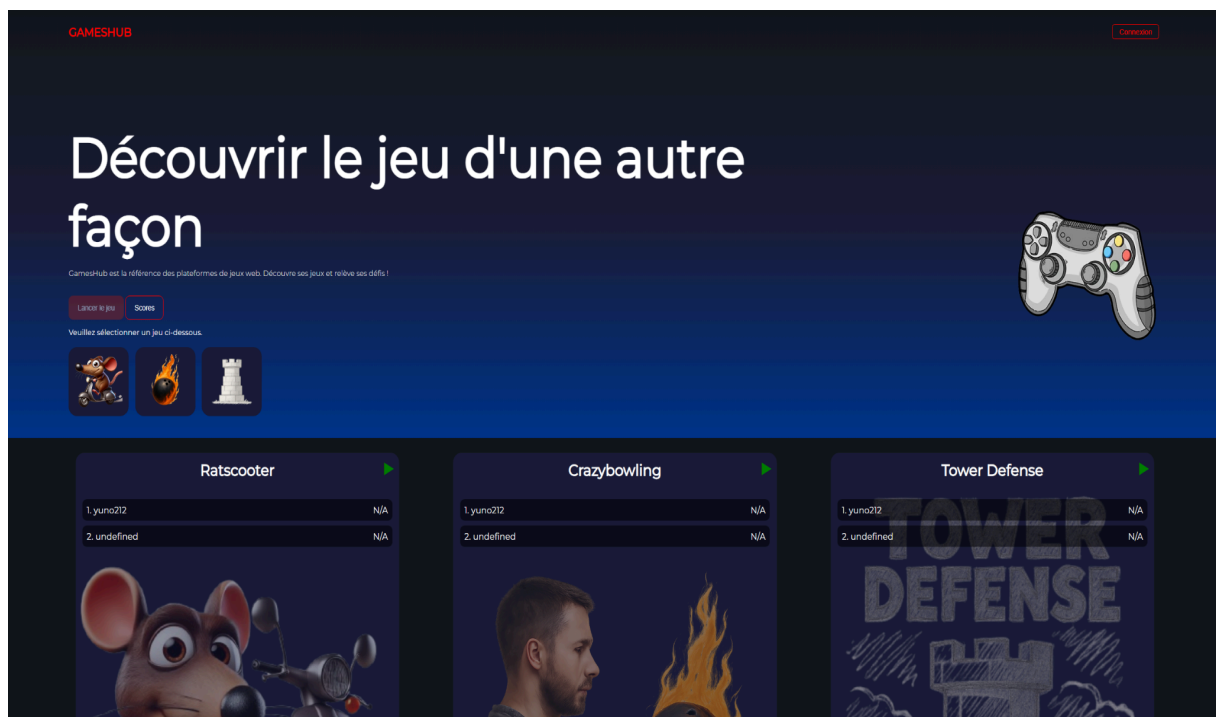 GAMESHUB
Connexion
Découvrir le jeu d'une autre
façon
GamesHub est la référence des plateformes de jeux web. Découvre ses jeux et relève ses défis !
Lancer le jeu
Scores
Veuillez sélectionner un jeu ci-dessous.
Ratscooter
1. yuno212 N/A
2. undefined N/A
Crazybowling
1. yuno212 N/A
2. undefined N/A
Tower Defense
1. yuno212 N/A
2. undefined N/A
TOWER
DEFENSE